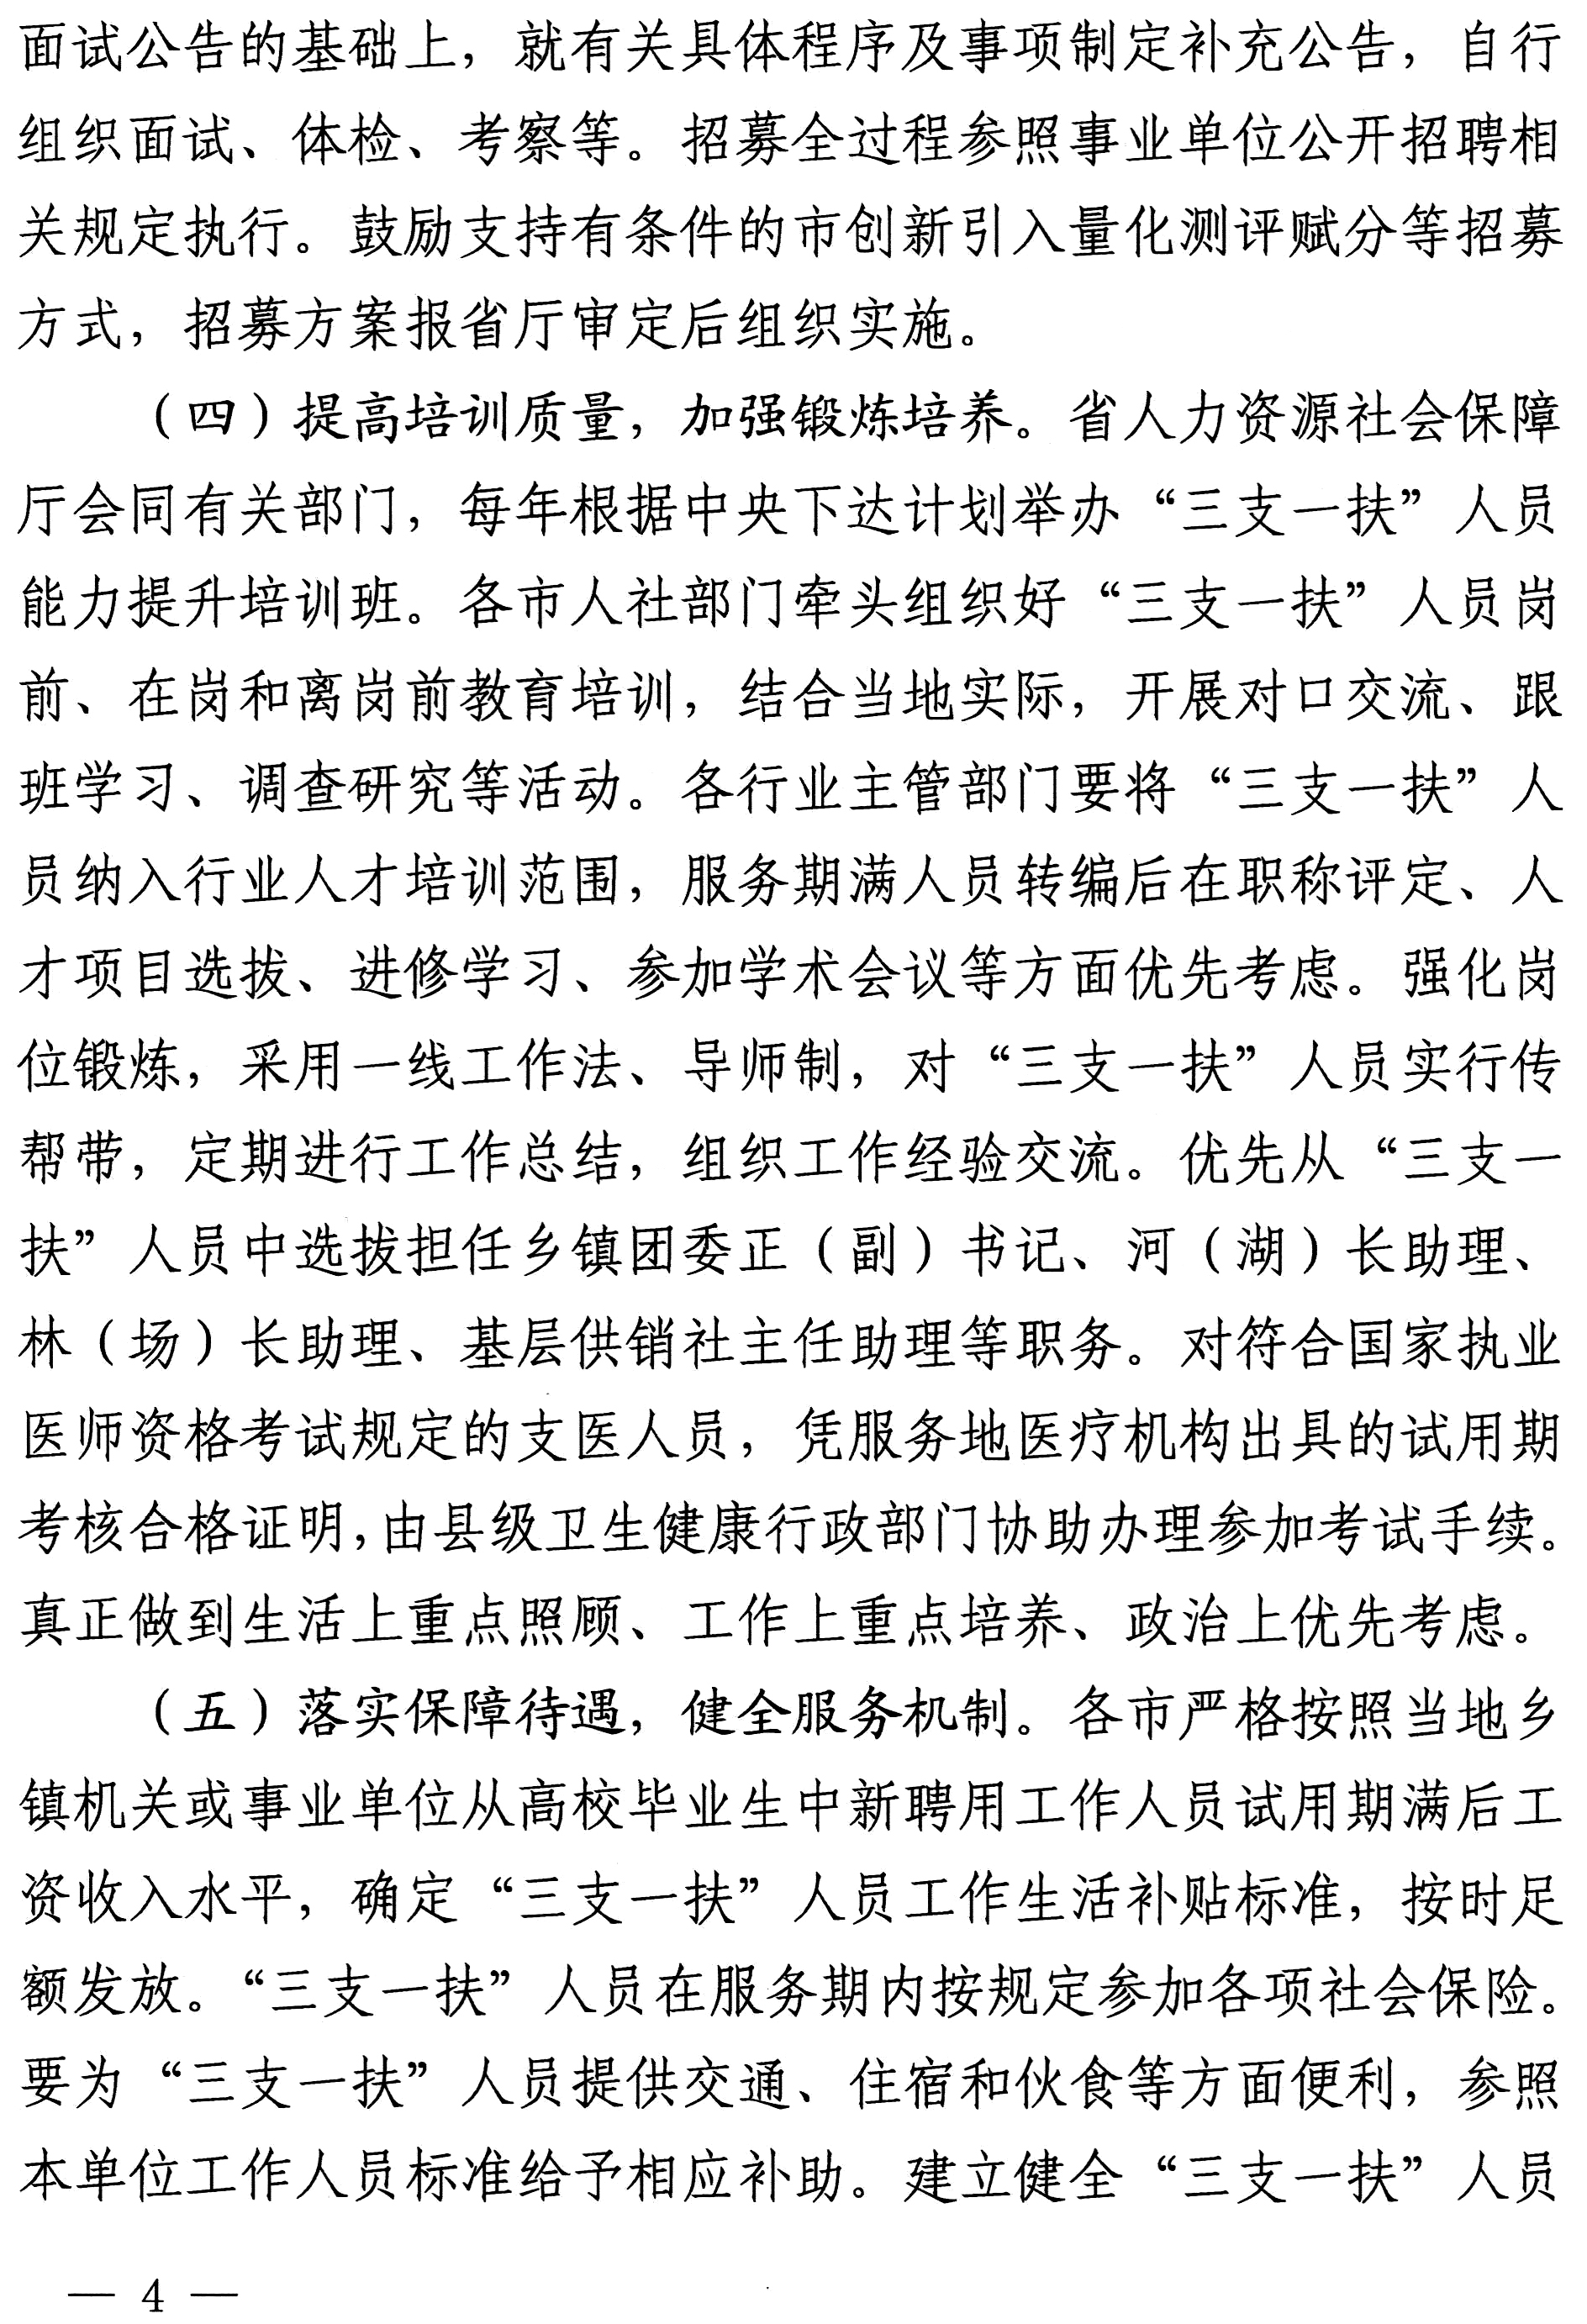 面试公告的基础上，就有关具体程序及事项制定补充公告，自行
组织面试、体检、考察等。招募全过程参照事业单位公开招聘相
关规定执行。鼓励支持有条件的市创新引入量化测评赋分等招募
方式，招募方案报省厅审定后组织实施。
（四）提高培训质量，加强锻炼培养。省人力资源社会保障
厅会同有关部门，每年根据中央下达计划举办“三支一扶”人员
能力提升培训班。各市人社部门牵头组织好“三支一扶”人员岗
前、在岗和离岗前教育培训，结合当地实际，开展对口交流、跟
班学习、调查研究等活动。各行业主管部门要将“三支一扶”人
员纳入行业人才培训范围，服务期满人员转编后在职称评定、人
才项目选拔、进修学习、参加学术会议等方面优先考虑。强化岗
位锻炼，采用一线工作法、导师制，对“三支一扶”人员实行传
帮带，定期进行工作总结，组织工作经验交流。优先从“三支一
扶”人员中选拔担任乡镇团委正（副）书记、河（湖）长助理、
林（场）长助理、基层供销社主任助理等职务。对符合国家执业
医师资格考试规定的支医人员，凭服务地医疗机构出具的试用期
考核合格证明，由县级卫生健康行政部门协助办理参加考试手续。
真正做到生活上重点照顾、工作上重点培养、政治上优先考虑。
（五）落实保障待遇，健全服务机制。各市严格按照当地乡
镇机关或事业单位从高校毕业生中新聘用工作人员试用期满后工
资收入水平，确定“三支一扶”人员工作生活补贴标准，按时足
额发放。“三支一扶”人员在服务期内按规定参加各项社会保险。
要为“三支一扶”人员提供交通、住宿和伙食等方面便利，参照
本单位工作人员标准给予相应补助。建立健全“三支一扶”人员
— 4 —